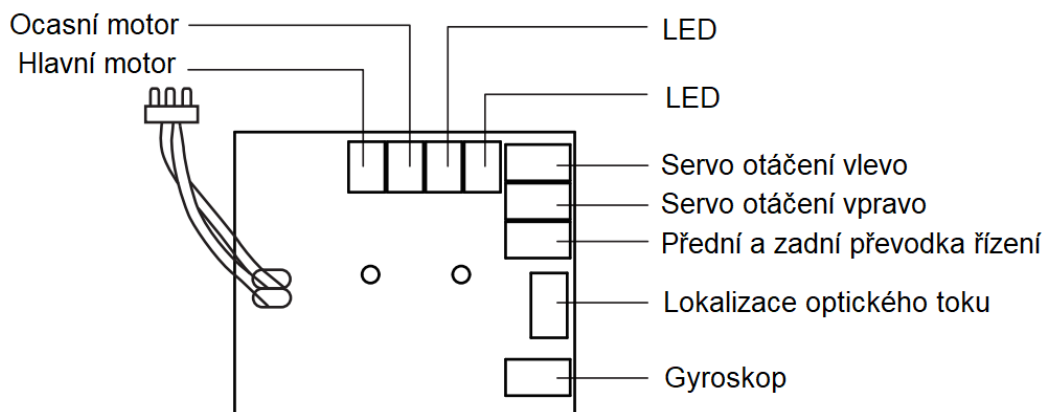 Ocasní motor
Hlavní motor
LED
LED
Servo otáčení vlevo
Servo otáčení vpravo
Přední a zadní převodka řízení
Lokalizace optického toku
Gyroskop